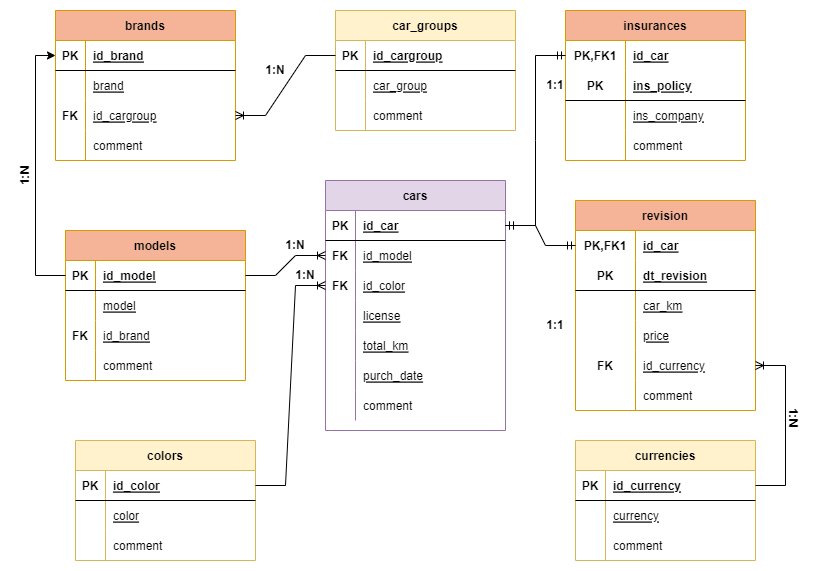 brands
PK id_brand
brand
FK id_cargroup
comment
1:N
car_groups
PK id_cargroup
car_group
comment
insurances
PK,FK1 id_car
PK ins_policy
ins_company
comment
1:1
1:N
models
PK id_model
model
FK id_brand
comment
1:N
1:N
cars
PK id_car
FK id_model
FK id_color
license
total_km
purch_date
comment
revision
PK,FK1 id_car
PK dt_revision
car_km
price
FK id_currency
comment
1:1
1:N
colors
PK id_color
color
comment
currencies
PK id_currency
currency
comment